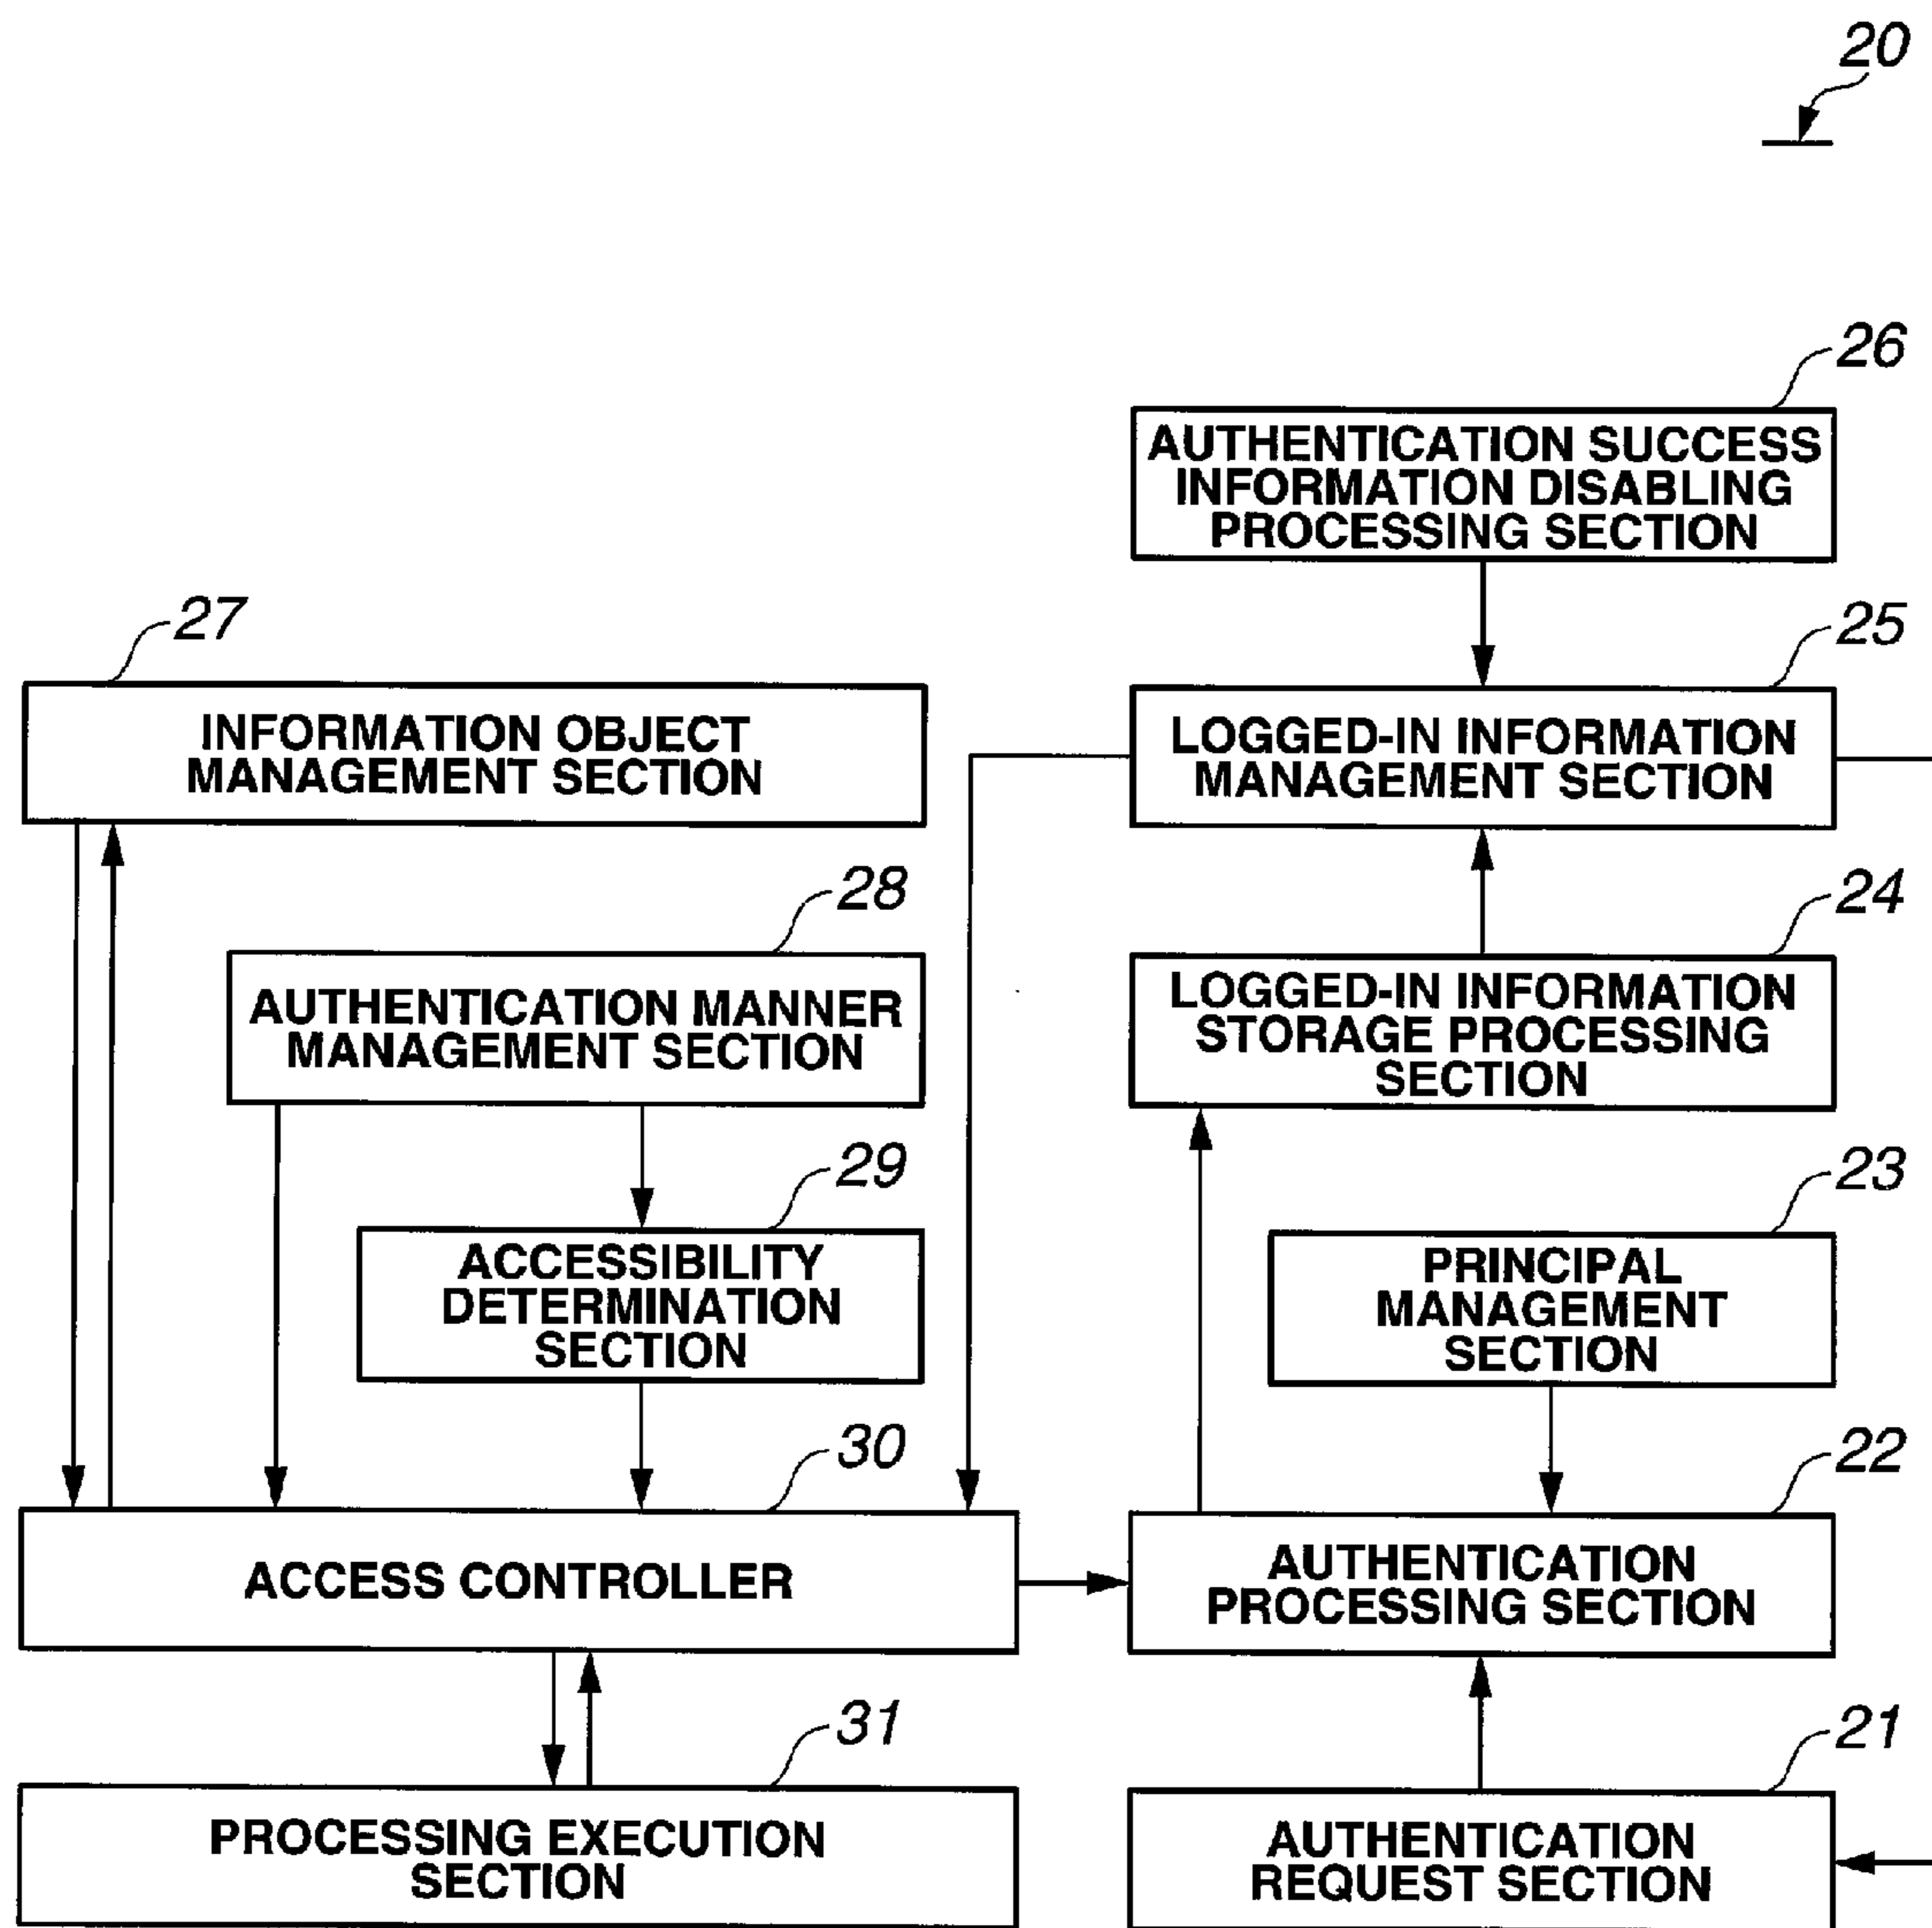 20
26
AUTHENTICATION SUCCESS
INFORMATION DISABLING
PROCESSING SECTION
27
25
INFORMATION OBJECT
MANAGEMENT SECTION
LOGGED-IN INFORMATION
MANAGEMENT SECTION
28
24
AUTHENTICATION MANNER
MANAGEMENT SECTION
LOGGED-IN INFORMATION
STORAGE PROCESSING
SECTION
29
23
ACCESSIBILITY
DETERMINATION
SECTION
PRINCIPAL
MANAGEMENT
SECTION
30
22
ACCESS CONTROLLER
AUTHENTICATION
PROCESSING SECTION
31
21
PROCESSING EXECUTION
SECTION
AUTHENTICATION
REQUEST SECTION